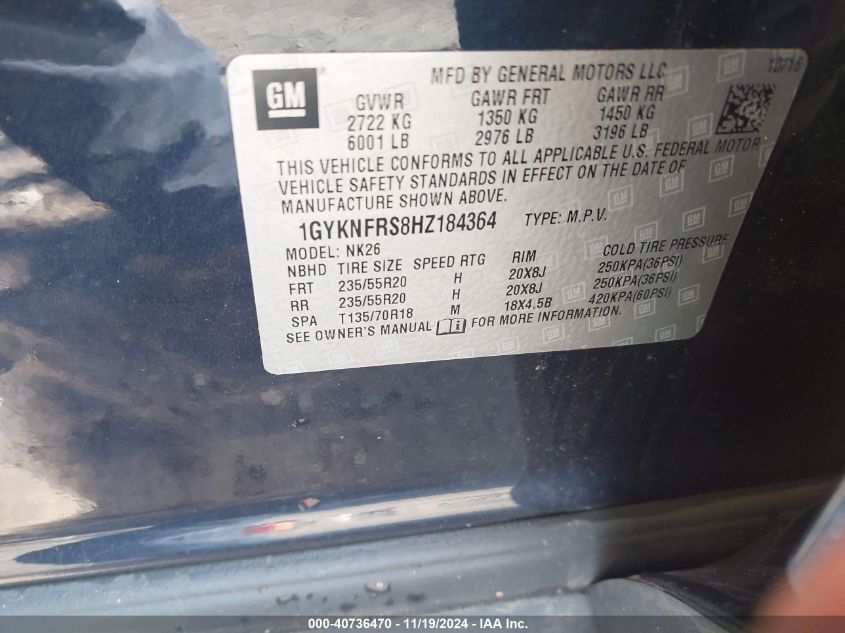 GM
MFD BY GENERAL MOTORS LLC
10/16
GVWR GAWR FRT GAWR RR
2722 KG 1350 KG 1450 KG
6001 LB 2976 LB 3196 LB
THIS VEHICLE CONFORMS TO ALL APPLICABLE U.S. FEDERAL MOTOR
VEHICLE SAFETY STANDARDS IN EFFECT ON THE DATE OF
MANUFACTURE SHOWN ABOVE.
1GYKNFRS8HZ184364 TYPE: M.P.V.
MODEL: NK26
NBHD TIRE SIZE SPEED RTG RIM COLD TIRE PRESSURE
FRT 235/55R20 H 20X8J 250KPA(36PSI)
RR 235/55R20 H 20X8J 250KPA(36PSI)
SPA T135/70R18 M 18X4.5B 420KPA(60PSI)
SEE OWNER'S MANUAL FOR MORE INFORMATION.
000-40736470 - 11/19/2024 - IAA Inc.